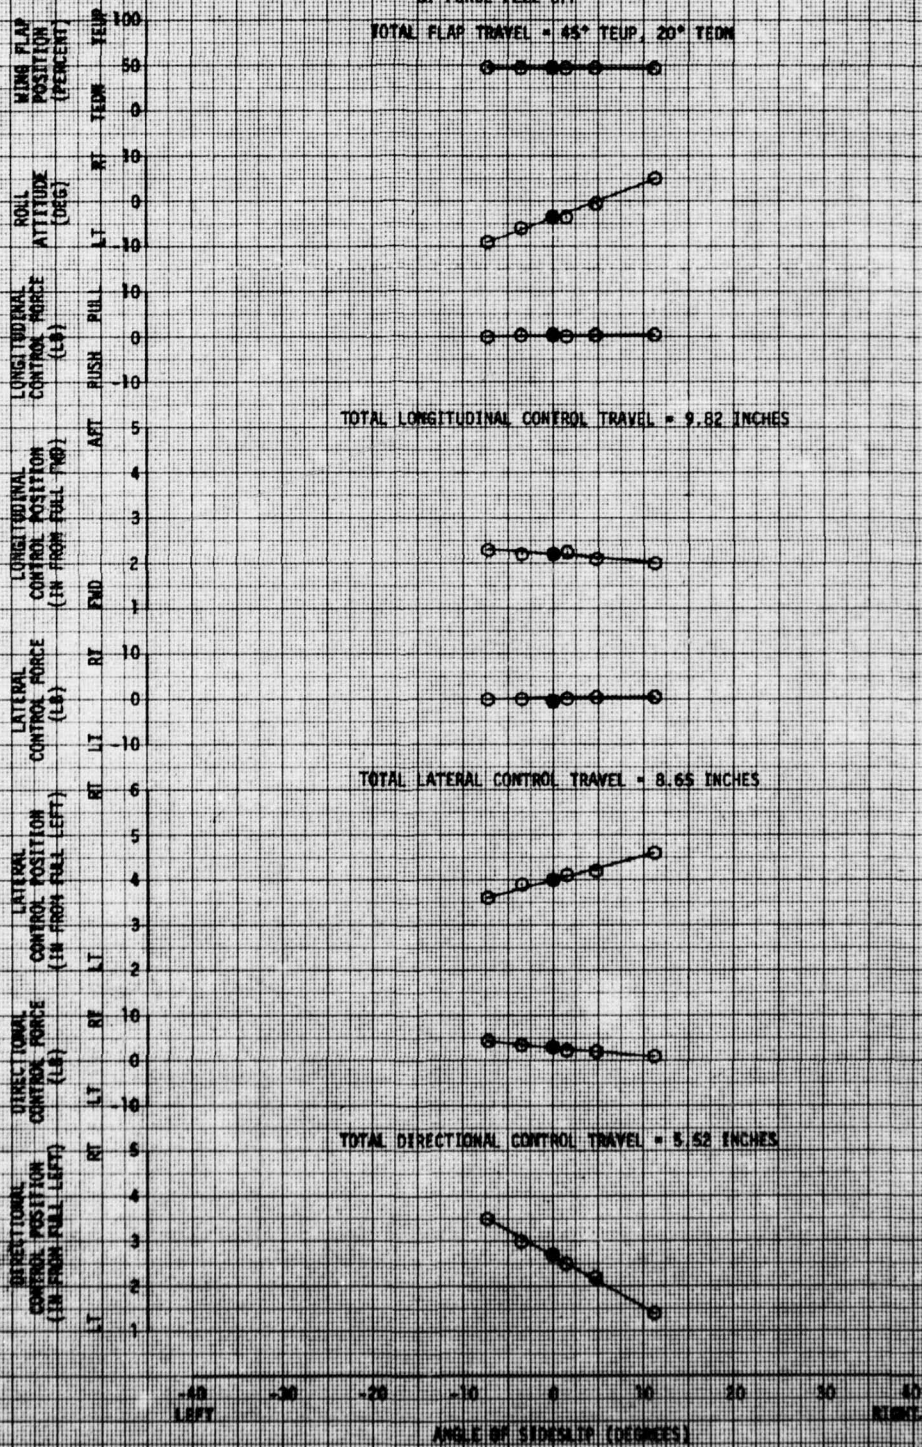 TOTAL FLAP TRAVEL = 45° TEUP, 20° TEDN
WING FLAP
POSITION
(PERCENT)
TEDN TEUP
100
50
0
ROLL
ATTITUDE
(DEG)
LT RT
10
0
-10
LONGITUDINAL
CONTROL FORCE
(LB)
PUSH PULL
10
0
-10
TOTAL LONGITUDINAL CONTROL TRAVEL = 9.82 INCHES
LONGITUDINAL
CONTROL POSITION
(IN FROM FULL FWD)
FWD AFT
5
4
3
2
1
LATERAL
CONTROL FORCE
(LB)
LT RT
10
0
-10
TOTAL LATERAL CONTROL TRAVEL = 8.65 INCHES
LATERAL
CONTROL POSITION
(IN FROM FULL LEFT)
LT RT
6
5
4
3
2
DIRECTIONAL
CONTROL FORCE
(LB)
LT RT
10
0
-10
TOTAL DIRECTIONAL CONTROL TRAVEL = 5.52 INCHES
DIRECTIONAL
CONTROL POSITION
(IN FROM FULL LEFT)
LT RT
5
4
3
2
1
-40 -30 -20 -10 0 10 20 30 40
LEFT RIGHT
ANGLE OF SIDESLIP (DEGREES)